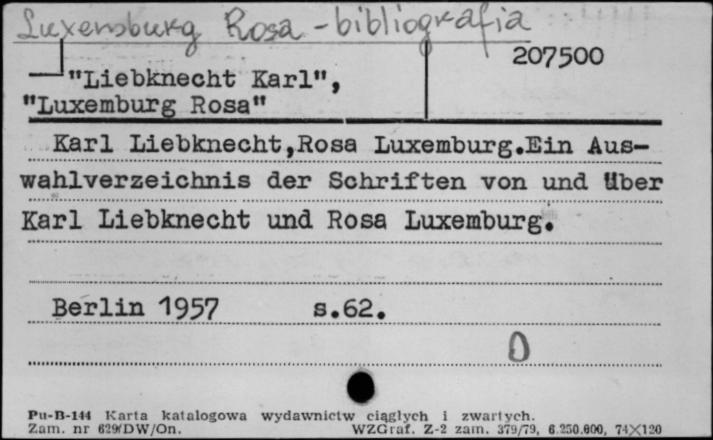 Luxemburg Rosa - bibliografia
207500
"Liebknecht Karl",
"Luxemburg Rosa"
Karl Liebknecht,Rosa Luxemburg.Ein Aus-
wahlverzeichnis der Schriften von und über
Karl Liebknecht und Rosa Luxemburg.
Berlin 1957 s.62.
O
Pu-B-144 Karta katalogowa wydawnictw ciągłych i zwartych.
Zam. nr 629/DW/On. WZGraf. Z-2 zam. 379/79, 6.250.000, 74X120